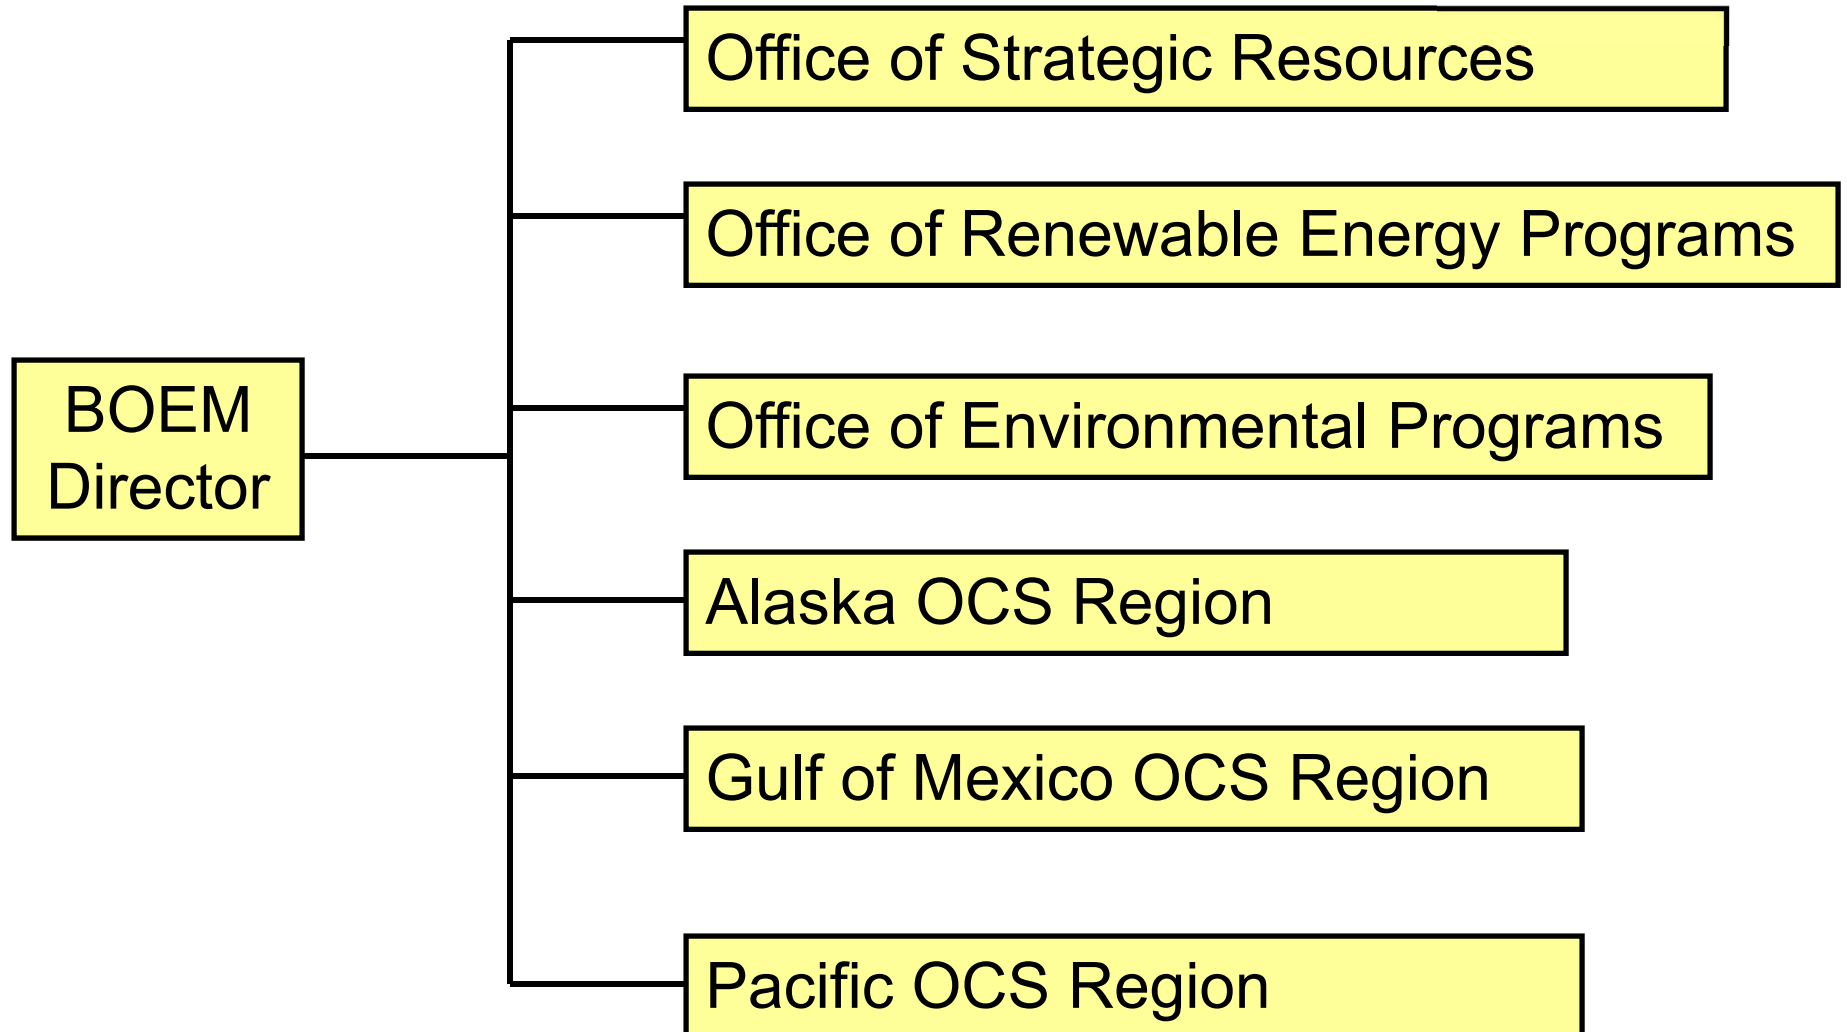 Office of Strategic Resources
Office of Renewable Energy Programs
BOEM
Director
Office of Environmental Programs
Alaska OCS Region
Gulf of Mexico OCS Region
Pacific OCS Region